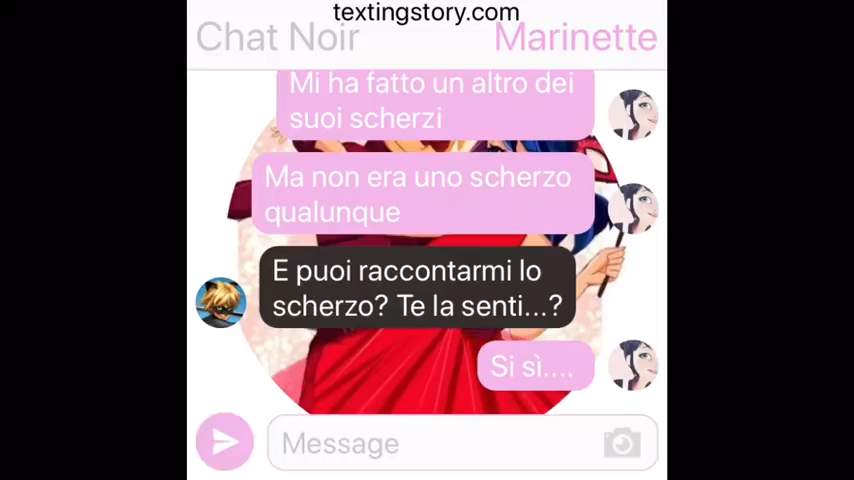 textingstory.com
Chat Noir
Marinette
Mi ha fatto un altro dei
suoi scherzi
Ma non era uno scherzo
qualunque
E puoi raccontarmi lo
scherzo? Te la senti...?
Si sì....
Message